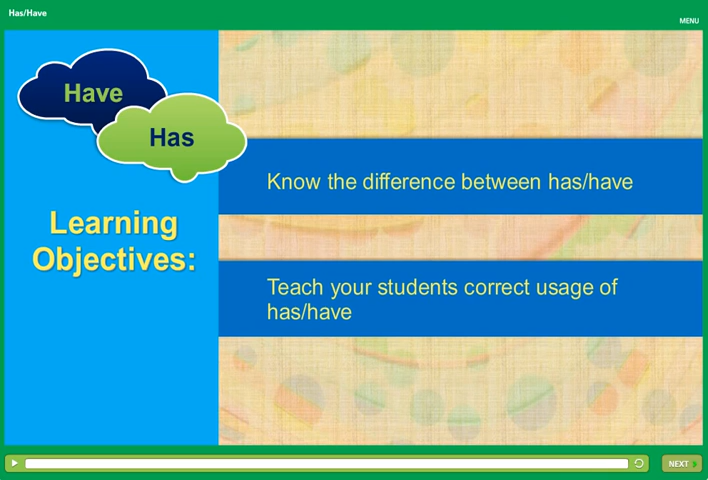 Has/Have
MENU
Have
Has
Learning
Objectives:
Know the difference between has/have
Teach your students correct usage of
has/have
NEXT